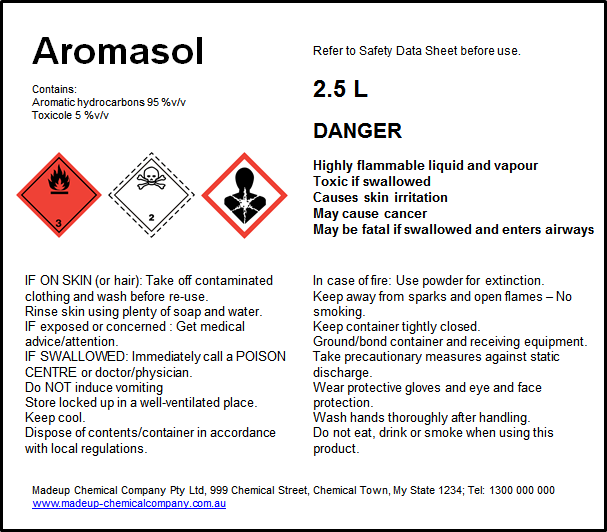 Aromasol
Contains:
Aromatic hydrocarbons 95 %v/v
Toxicole 5 %v/v
3
2
Refer to Safety Data Sheet before use.
2.5 L
DANGER
Highly flammable liquid and vapour
Toxic if swallowed
Causes skin irritation
May cause cancer
May be fatal if swallowed and enters airways
IF ON SKIN (or hair): Take off contaminated
clothing and wash before re-use.
Rinse skin using plenty of soap and water.
IF exposed or concerned : Get medical
advice/attention.
IF SWALLOWED: Immediately call a POISON
CENTRE or doctor/physician.
Do NOT induce vomiting
Store locked up in a well-ventilated place.
Keep cool.
Dispose of contents/container in accordance
with local regulations.
In case of fire: Use powder for extinction.
Keep away from sparks and open flames – No
smoking.
Keep container tightly closed.
Ground/bond container and receiving equipment.
Take precautionary measures against static
discharge.
Wear protective gloves and eye and face
protection.
Wash hands thoroughly after handling.
Do not eat, drink or smoke when using this
product.
Madeup Chemical Company Pty Ltd, 999 Chemical Street, Chemical Town, My State 1234; Tel: 1300 000 000
www.madeup-chemicalcompany.com.au